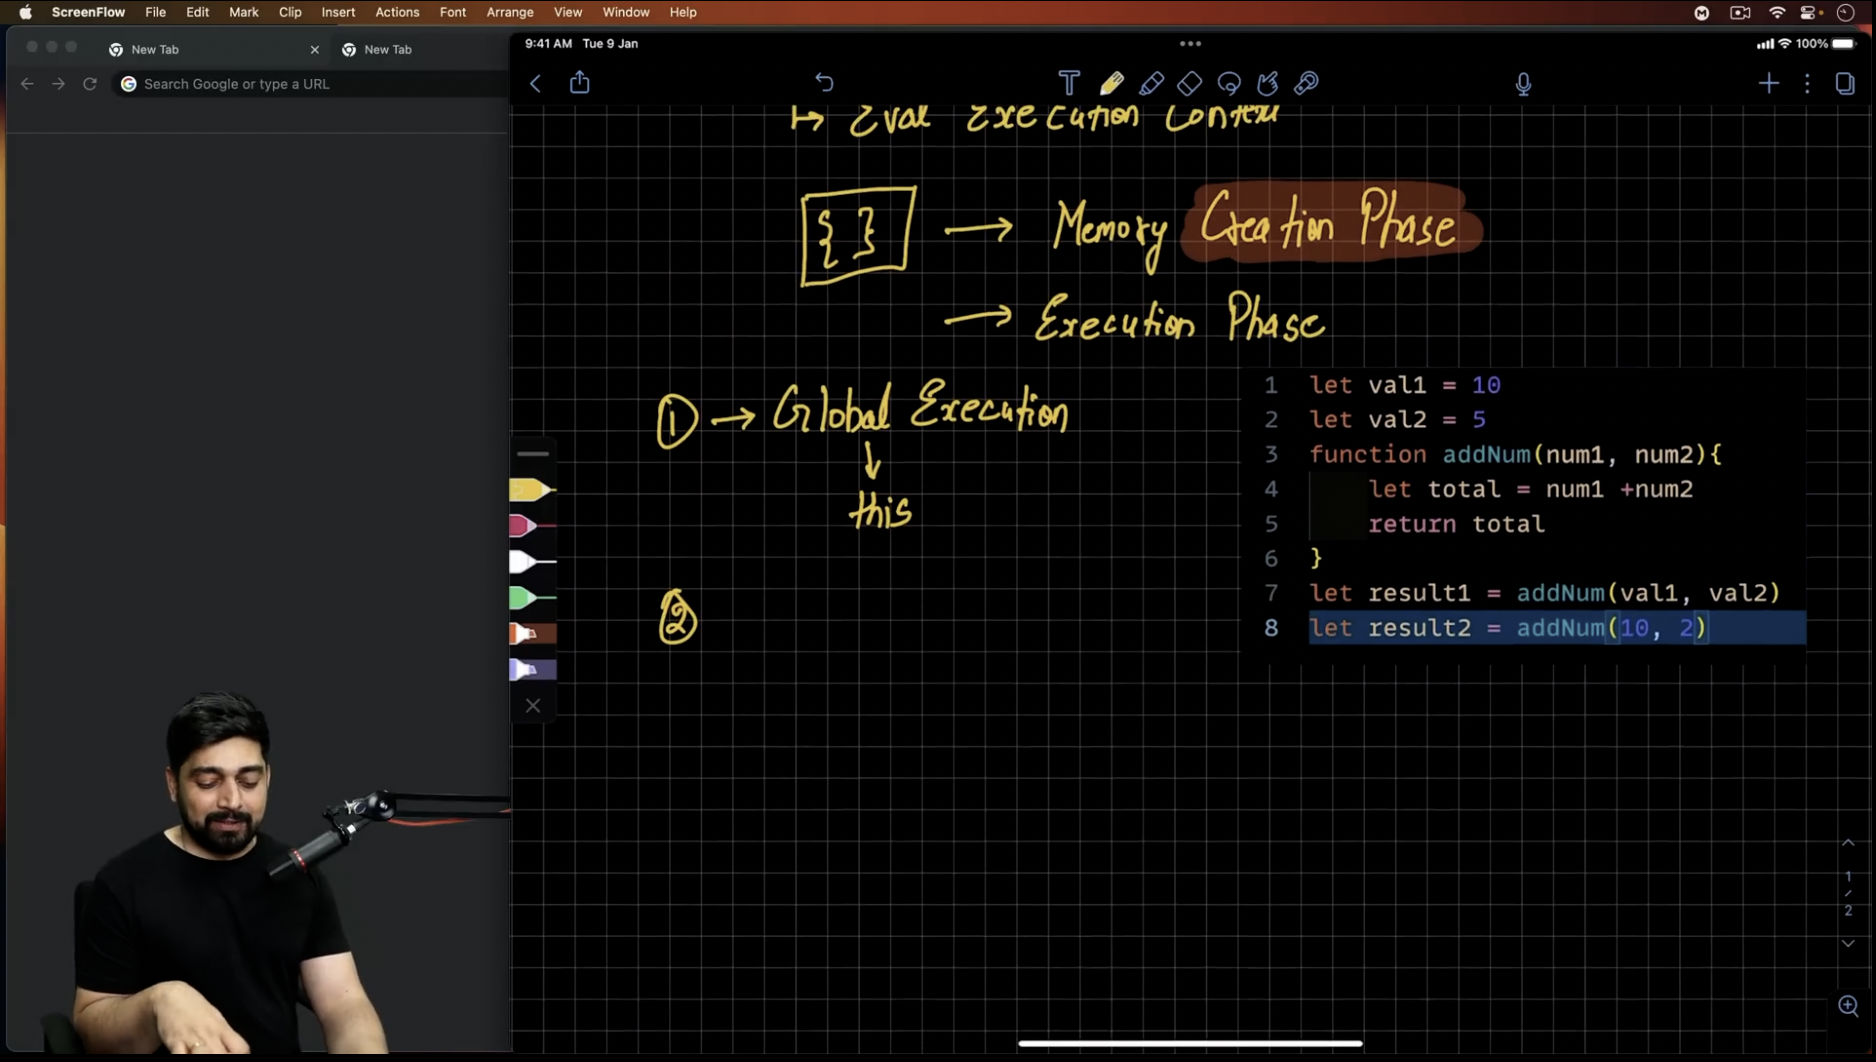 ScreenFlow File Edit Mark Clip Insert Actions Font Arrange View Window Help
New Tab
New Tab
Search Google or type a URL
9:41 AM Tue 9 Jan
100%
↦ Eval Execution Context
{ } → Memory Creation Phase
→ Execution Phase
① → Global Execution
↓
this
②
1 let val1 = 10
2 let val2 = 5
3 function addNum(num1, num2){
4 let total = num1 +num2
5 return total
6 }
7 let result1 = addNum(val1, val2)
8 let result2 = addNum(10, 2)
1
/
2